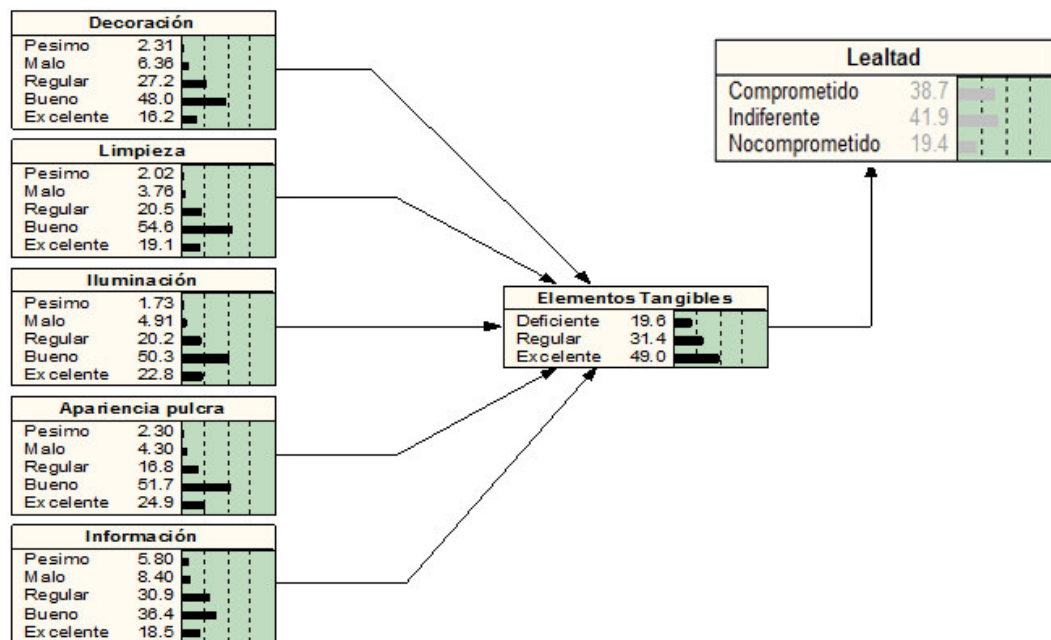 Decoración
Pesimo 2.31
Malo 6.36
Regular 27.2
Bueno 48.0
Excelente 16.2
Limpieza
Pesimo 2.02
Malo 3.76
Regular 20.5
Bueno 54.6
Excelente 19.1
Iluminación
Pesimo 1.73
Malo 4.91
Regular 20.2
Bueno 50.3
Excelente 22.8
Apariencia pulcra
Pesimo 2.30
Malo 4.30
Regular 16.8
Bueno 51.7
Excelente 24.9
Información
Pesimo 5.80
Malo 8.40
Regular 30.9
Bueno 36.4
Excelente 18.5
Elementos Tangibles
Deficiente 19.6
Regular 31.4
Excelente 49.0
Lealtad
Comprometido 38.7
Indiferente 41.9
Nocomprometido 19.4